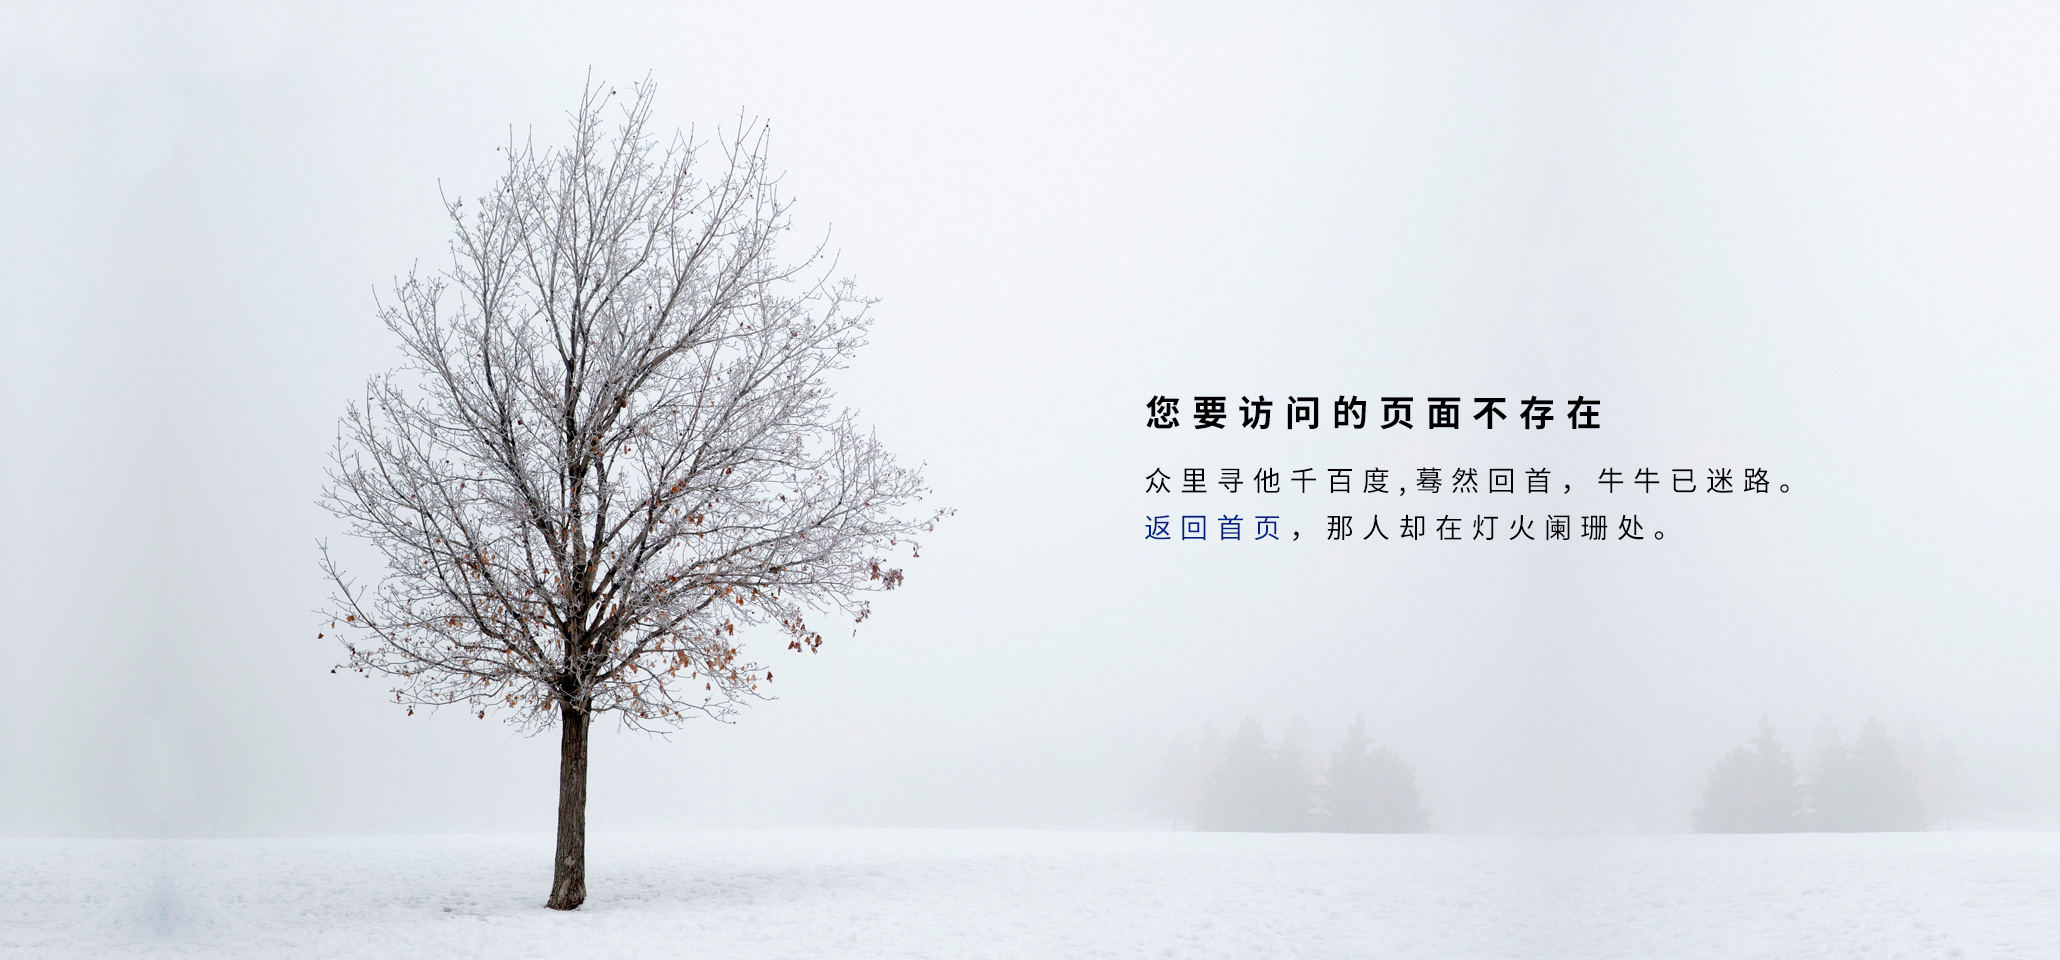 您要访问的页面不存在
众里寻他千百度,蓦然回首，牛牛已迷路。
返回首页，那人却在灯火阑珊处。